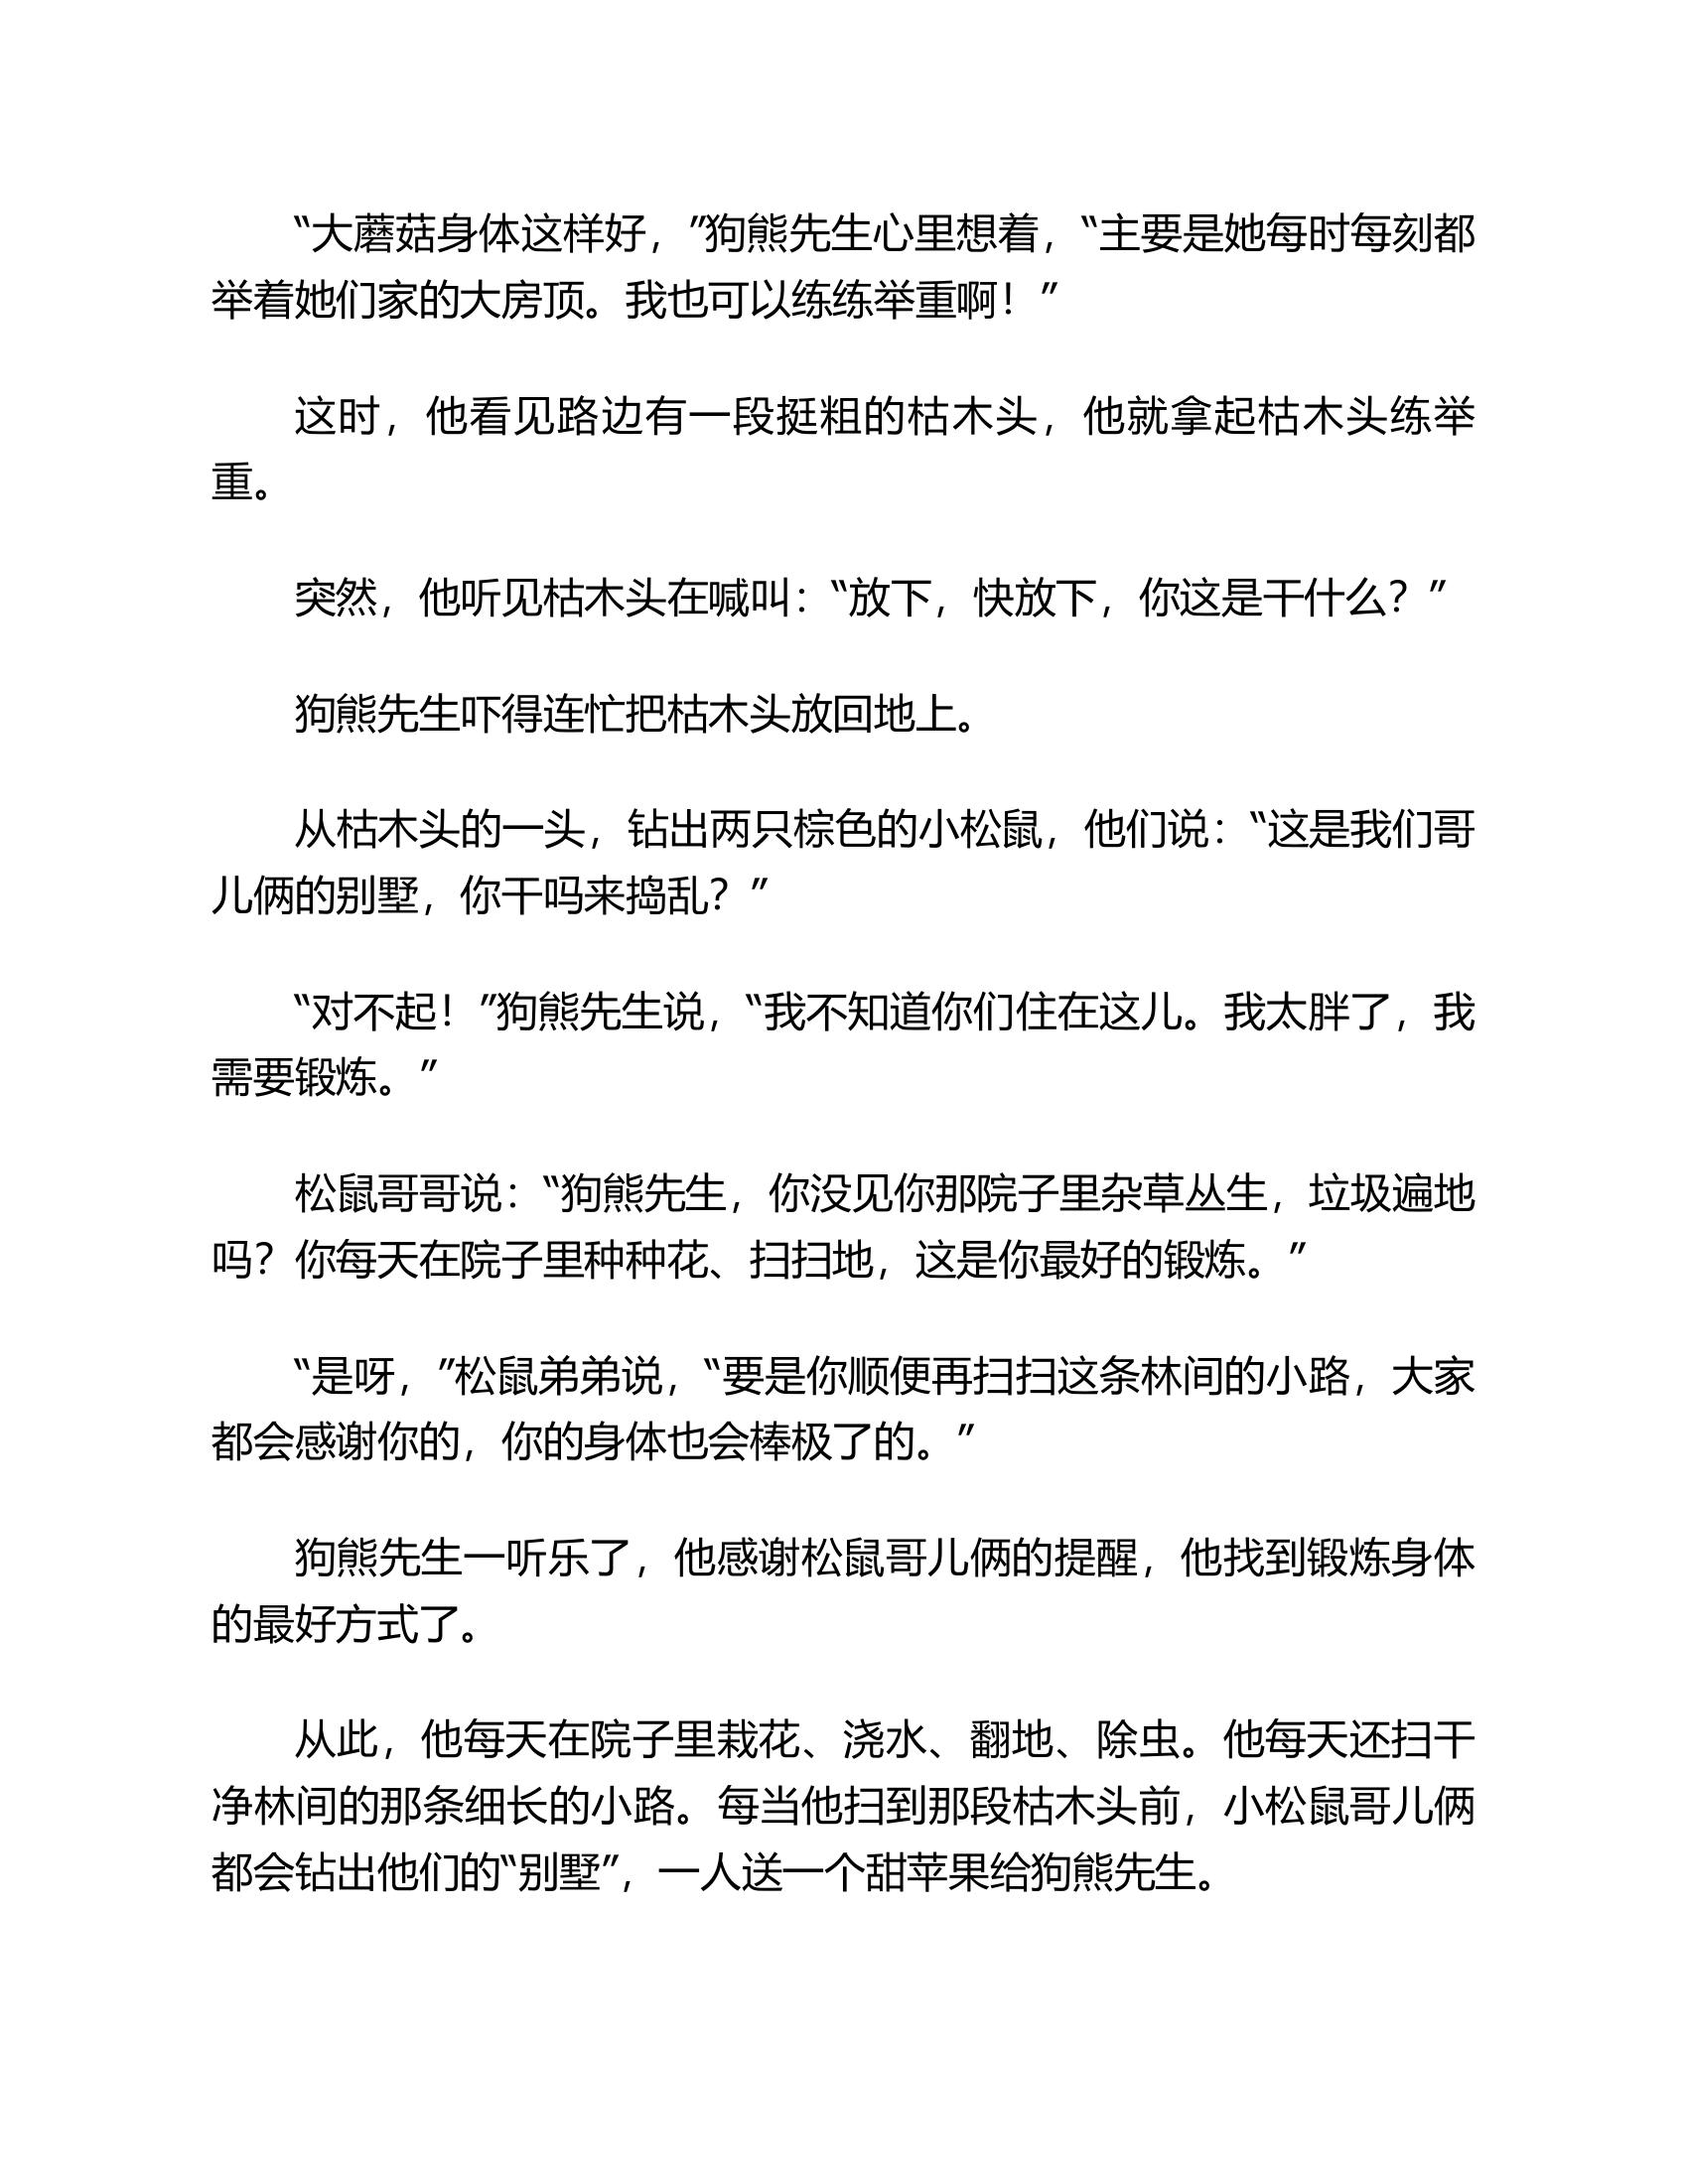 “大蘑菇身体这样好，”狗熊先生心里想着，“主要是她每时每刻都
举着她们家的大房顶。我也可以练练举重啊！”
这时，他看见路边有一段挺粗的枯木头，他就拿起枯木头练举
重。
突然，他听见枯木头在喊叫：“放下，快放下，你这是干什么？”
狗熊先生吓得连忙把枯木头放回地上。
从枯木头的一头，钻出两只棕色的小松鼠，他们说：“这是我们哥
儿俩的别墅，你干吗来捣乱？”
“对不起！”狗熊先生说，“我不知道你们住在这儿。我太胖了，我
需要锻炼。”
松鼠哥哥说：“狗熊先生，你没见你那院子里杂草丛生，垃圾遍地
吗？你每天在院子里种种花、扫扫地，这是你最好的锻炼。”
“是呀，”松鼠弟弟说，“要是你顺便再扫扫这条林间的小路，大家
都会感谢你的，你的身体也会棒极了的。”
狗熊先生一听乐了，他感谢松鼠哥儿俩的提醒，他找到锻炼身体
的最好方式了。
从此，他每天在院子里栽花、浇水、翻地、除虫。他每天还扫干
净林间的那条细长的小路。每当他扫到那段枯木头前，小松鼠哥儿俩
都会钻出他们的“别墅”，一人送一个甜苹果给狗熊先生。